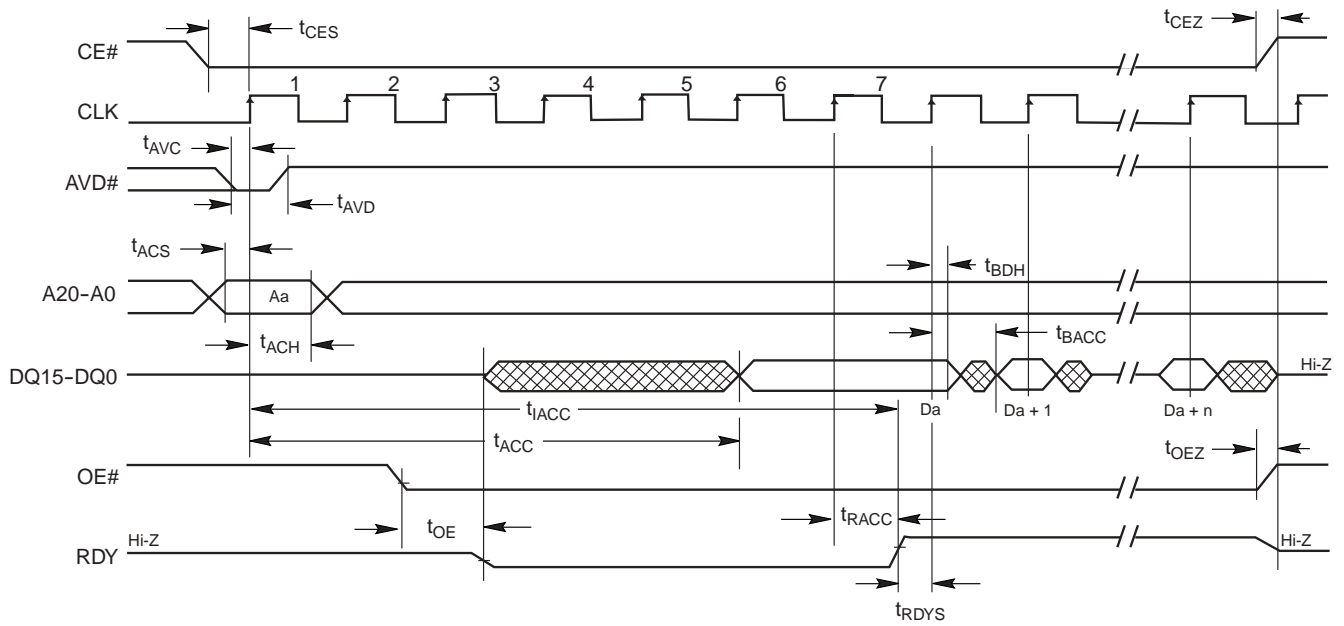 tCES
tCEZ
CE#
1 2 3 4 5 6 7
CLK
tAVC
AVD#
tAVD
tACS
tBDH
A20-A0
Aa
tACH
tBACC
DQ15-DQ0
Hi-Z
tIACC
Da
Da + 1
Da + n
tACC
tOEZ
OE#
tOE
tRACC
RDY
Hi-Z
Hi-Z
tRDYS